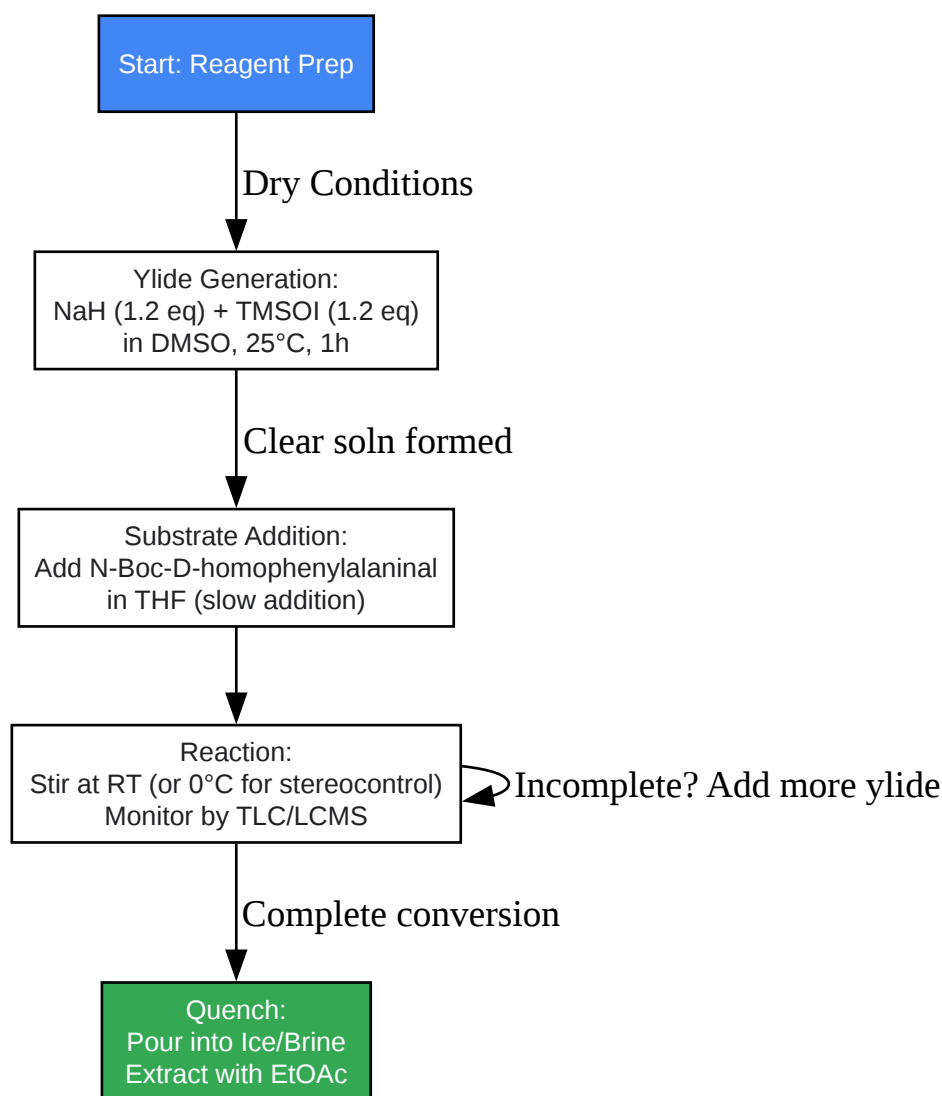 Start: Reagent Prep
Dry Conditions
Ylide Generation:
NaH (1.2 eq) + TMSOI (1.2 eq)
in DMSO, 25°C, 1h
Clear soln formed
Substrate Addition:
Add N-Boc-D-homophenylalaninal
in THF (slow addition)
Reaction:
Stir at RT (or 0°C for stereocontrol)
Monitor by TLC/LCMS
Incomplete? Add more ylide
Complete conversion
Quench:
Pour into Ice/Brine
Extract with EtOAc